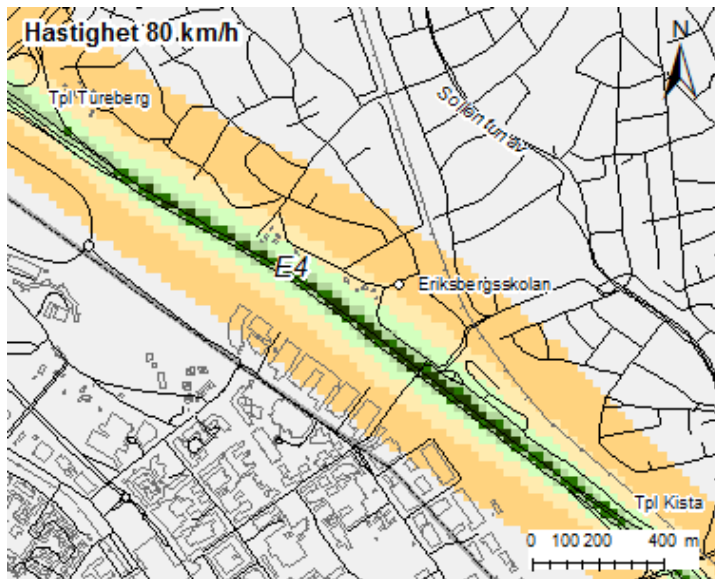 Hastighet 80.km/h
N
Tpl Tureberg
Sollentunav
E4
Eriksbergsskolan
Tpl Kista
0 100 200 400 m